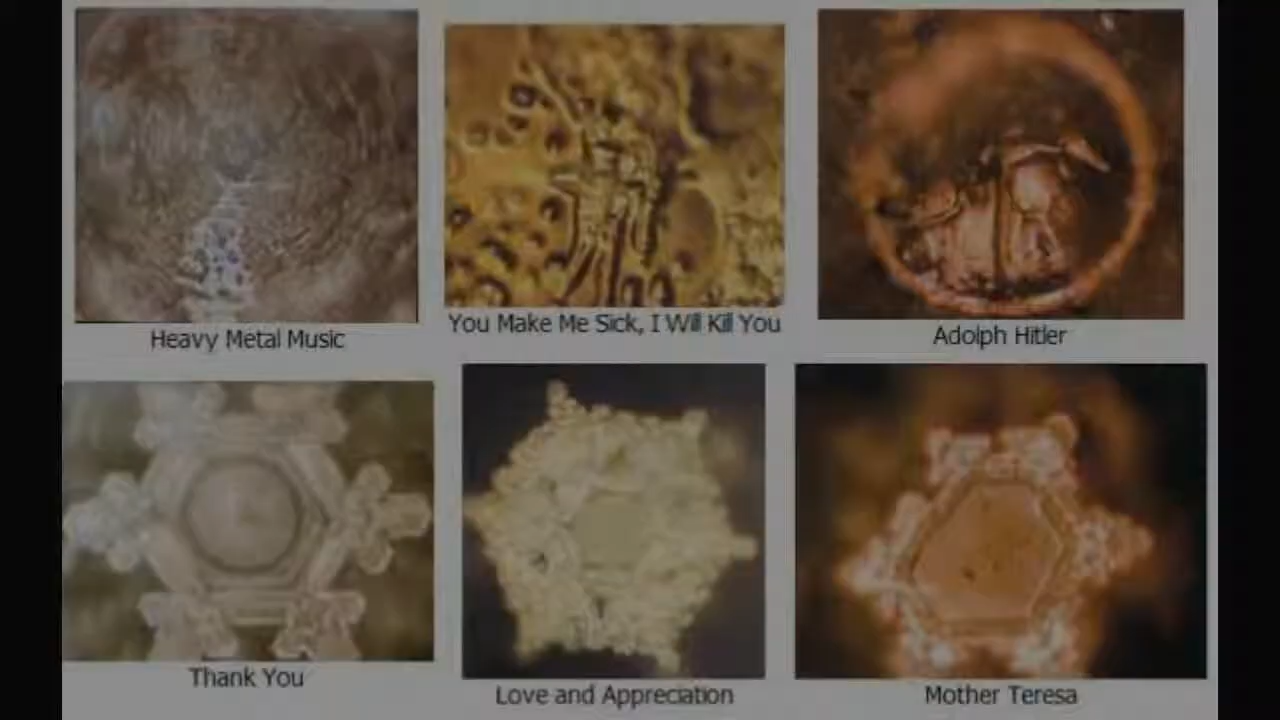 Heavy Metal Music
You Make Me Sick, I Will Kill You
Adolph Hitler
Thank You
Love and Appreciation
Mother Teresa